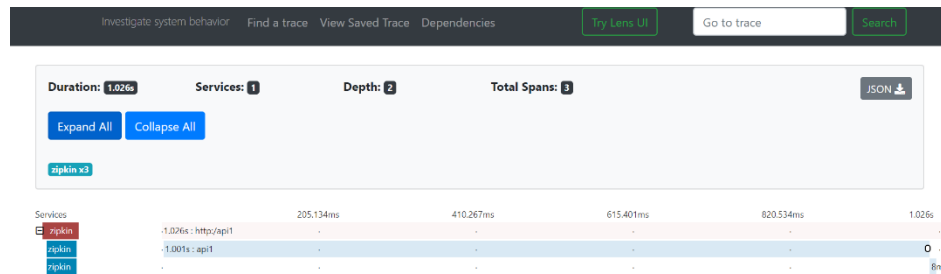 Investigate system behavior Find a trace View Saved Trace Dependencies Try Lens UI Go to trace Search
Duration: 1.026s Services: 1 Depth: 2 Total Spans: 3 JSON
Expand All Collapse All
zipkin x3
Services 205.134ms 410.267ms 615.401ms 820.534ms 1.026s
zipkin ·1.026s : http:/api1
zipkin ·1.001s : api1
zipkin 8m